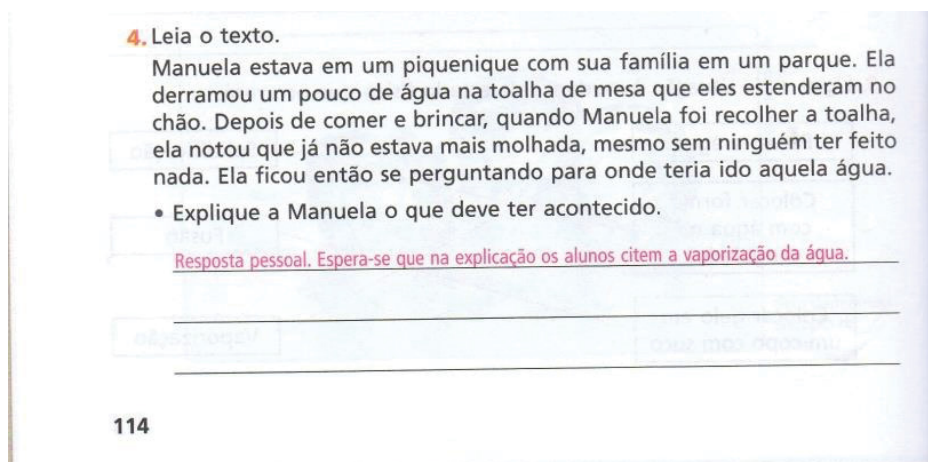 4. Leia o texto.
Manuela estava em um piquenique com sua família em um parque. Ela
derramou um pouco de água na toalha de mesa que eles estenderam no
chão. Depois de comer e brincar, quando Manuela foi recolher a toalha,
ela notou que já não estava mais molhada, mesmo sem ninguém ter feito
nada. Ela ficou então se perguntando para onde teria ido aquela água.
• Explique a Manuela o que deve ter acontecido.
Resposta pessoal. Espera-se que na explicação os alunos citem a vaporização da água.
114